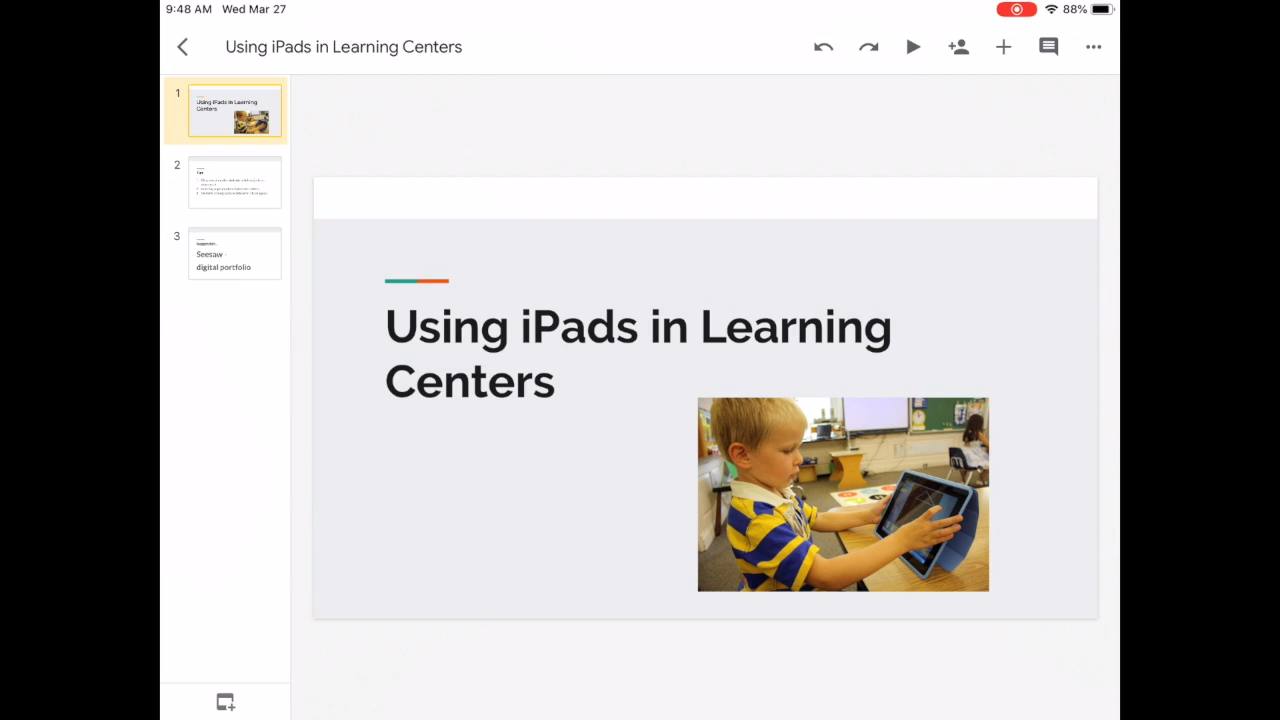 9:48 AM Wed Mar 27
88%
Using iPads in Learning Centers
1
Using iPads in Learning
Centers
2
3
Seesaw -
digital portfolio
Using iPads in Learning
Centers